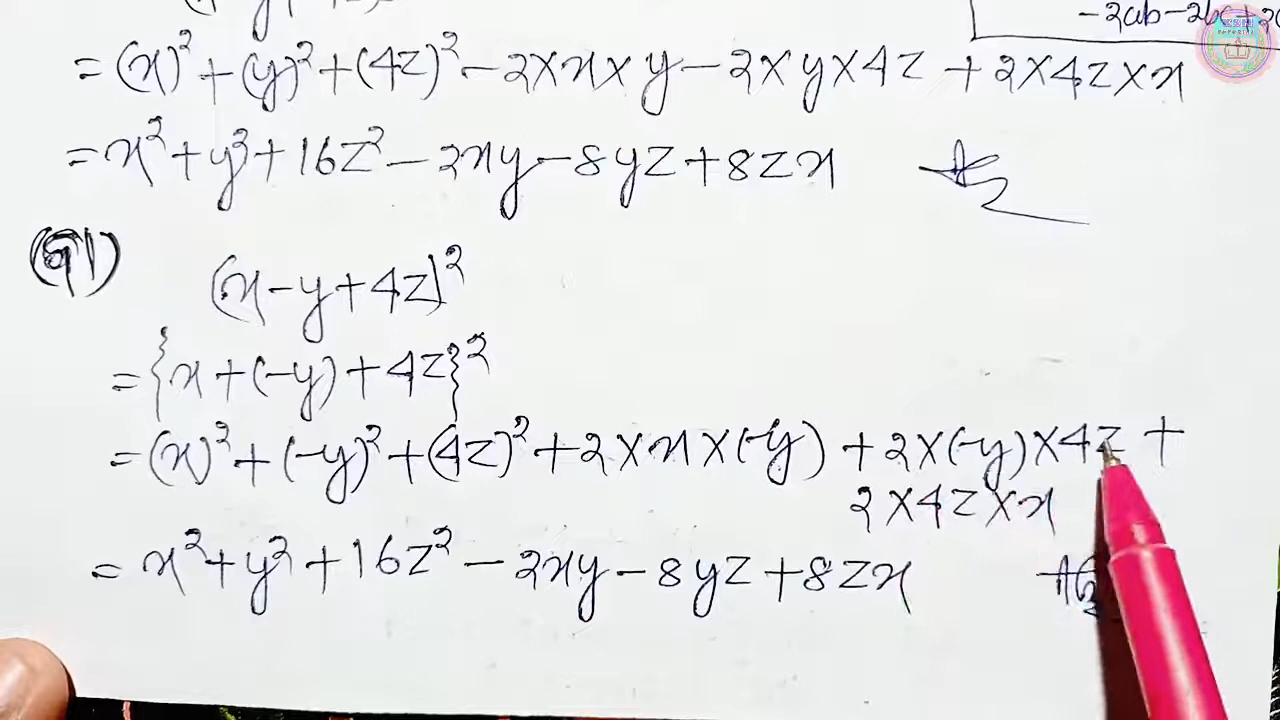 -2ab-2bc+2
= (x)² + (y)² + (4z)² - 2×x×y - 2×y×4z + 2×4z×x
= x² + y² + 16z² - 2xy - 8yz + 8zx
(x - y + 4z)²
= {x + (-y) + 4z}²
= (x)² + (-y)² + (4z)² + 2×x×(-y) + 2×(-y)×4z +
2×4z×x
= x² + y² + 16z² - 2xy - 8yz + 8zx